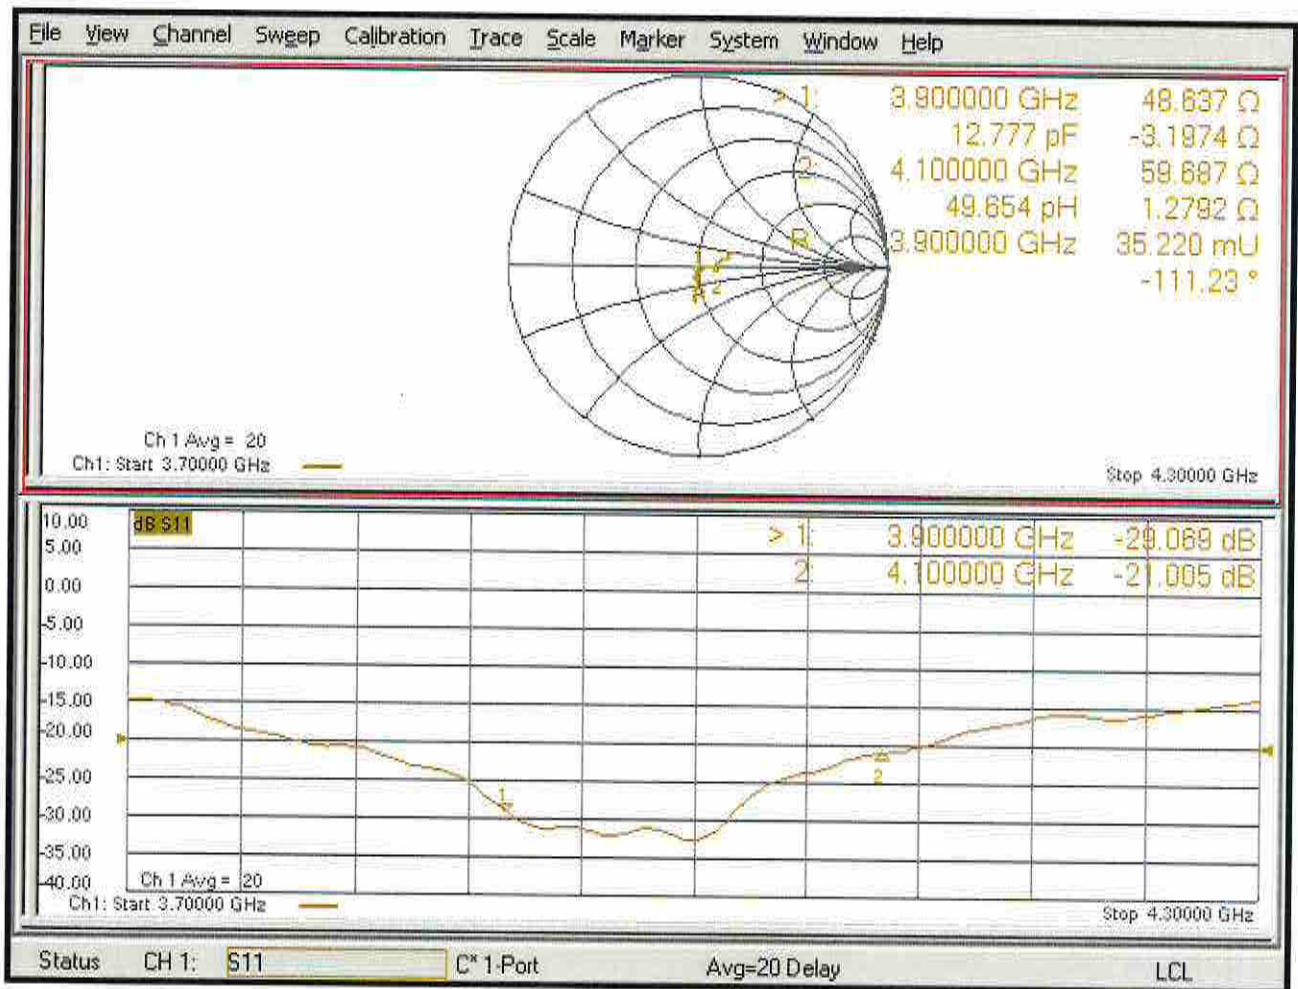 File View Channel Sweep Calibration Trace Scale Marker System Window Help
> 1: 3.900000 GHz 48.637 Ω
12.777 pF -3.1974 Ω
2: 4.100000 GHz 59.687 Ω
49.654 pH 1.2792 Ω
R 3.900000 GHz 35.220 mU
-111.23 °
1
2
Ch 1 Avg = 20
Ch1: Start 3.70000 GHz
Stop 4.30000 GHz
10.00
dB S11
> 1: 3.900000 GHz -29.069 dB
5.00
2: 4.100000 GHz -21.005 dB
0.00
-5.00
-10.00
-15.00
-20.00
-25.00
2
1
-30.00
-35.00
-40.00
Ch 1 Avg = 20
Ch1: Start 3.70000 GHz
Stop 4.30000 GHz
Status CH 1: S11 C* 1-Port Avg=20 Delay LCL